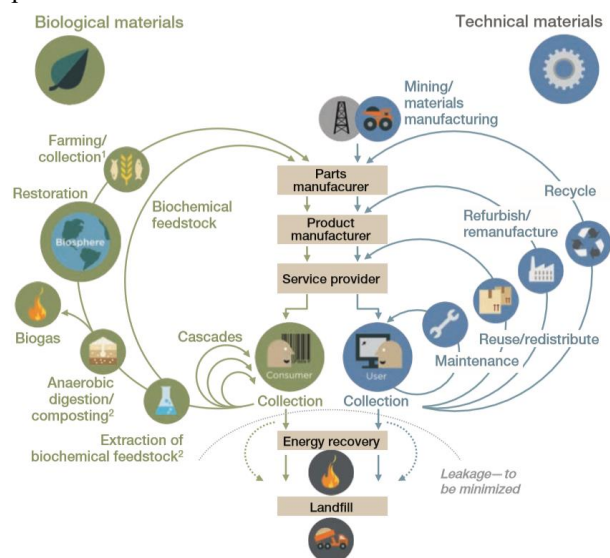 Biological materials
Technical materials
Mining/
materials
manufacturing
Farming/
collection¹
Parts
manufacurer
Biochemical
feedstock
Restoration
Biosphere
Recycle
Refurbish/
remanufacture
Product
manufacturer
Service provider
Biogas
Cascades
Consumer
User
Reuse/redistribute
Maintenance
Anaerobic
digestion/
composting²
Collection
Collection
Extraction of
biochemical feedstock²
Energy recovery
Leakage—to
be minimized
Landfill